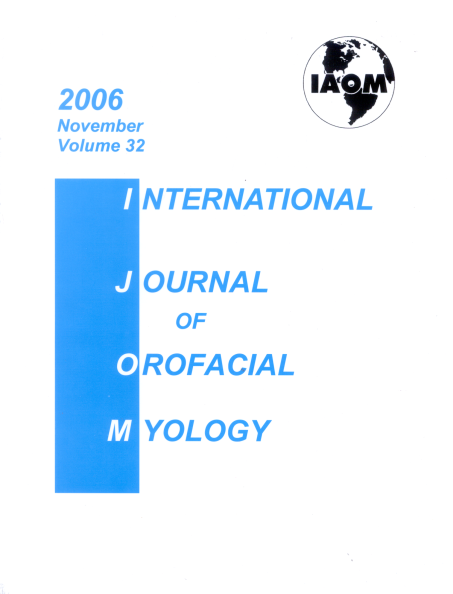 IAOM
2006
November
Volume 32
INTERNATIONAL
JOURNAL
OF
OROFACIAL
MYOLOGY